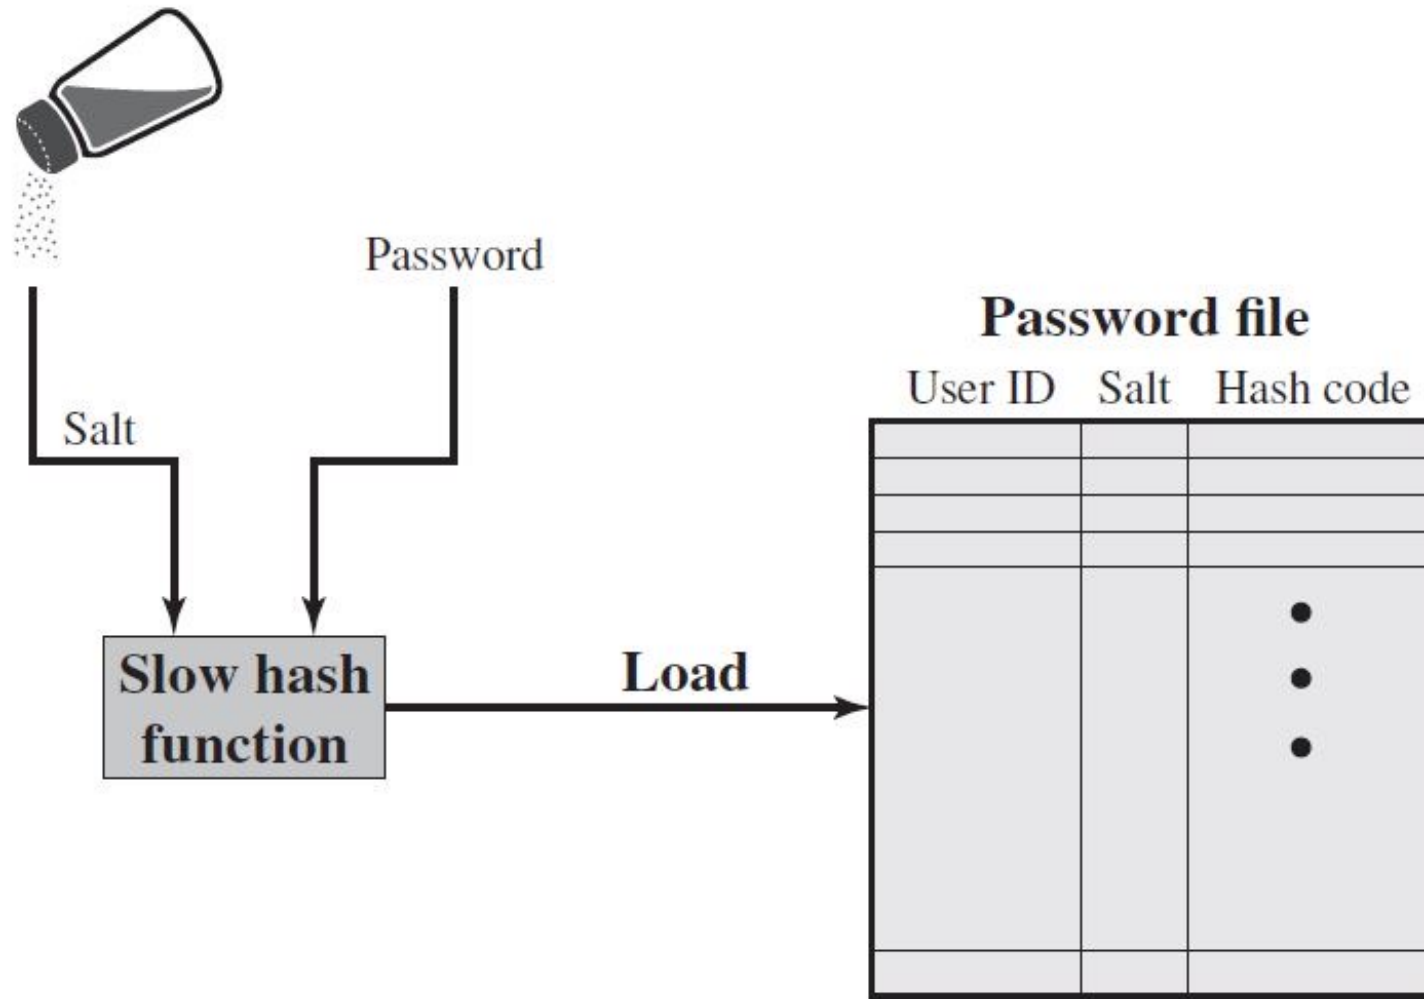 Password
Salt
Slow hash
function
Load
Password file
User ID Salt Hash code